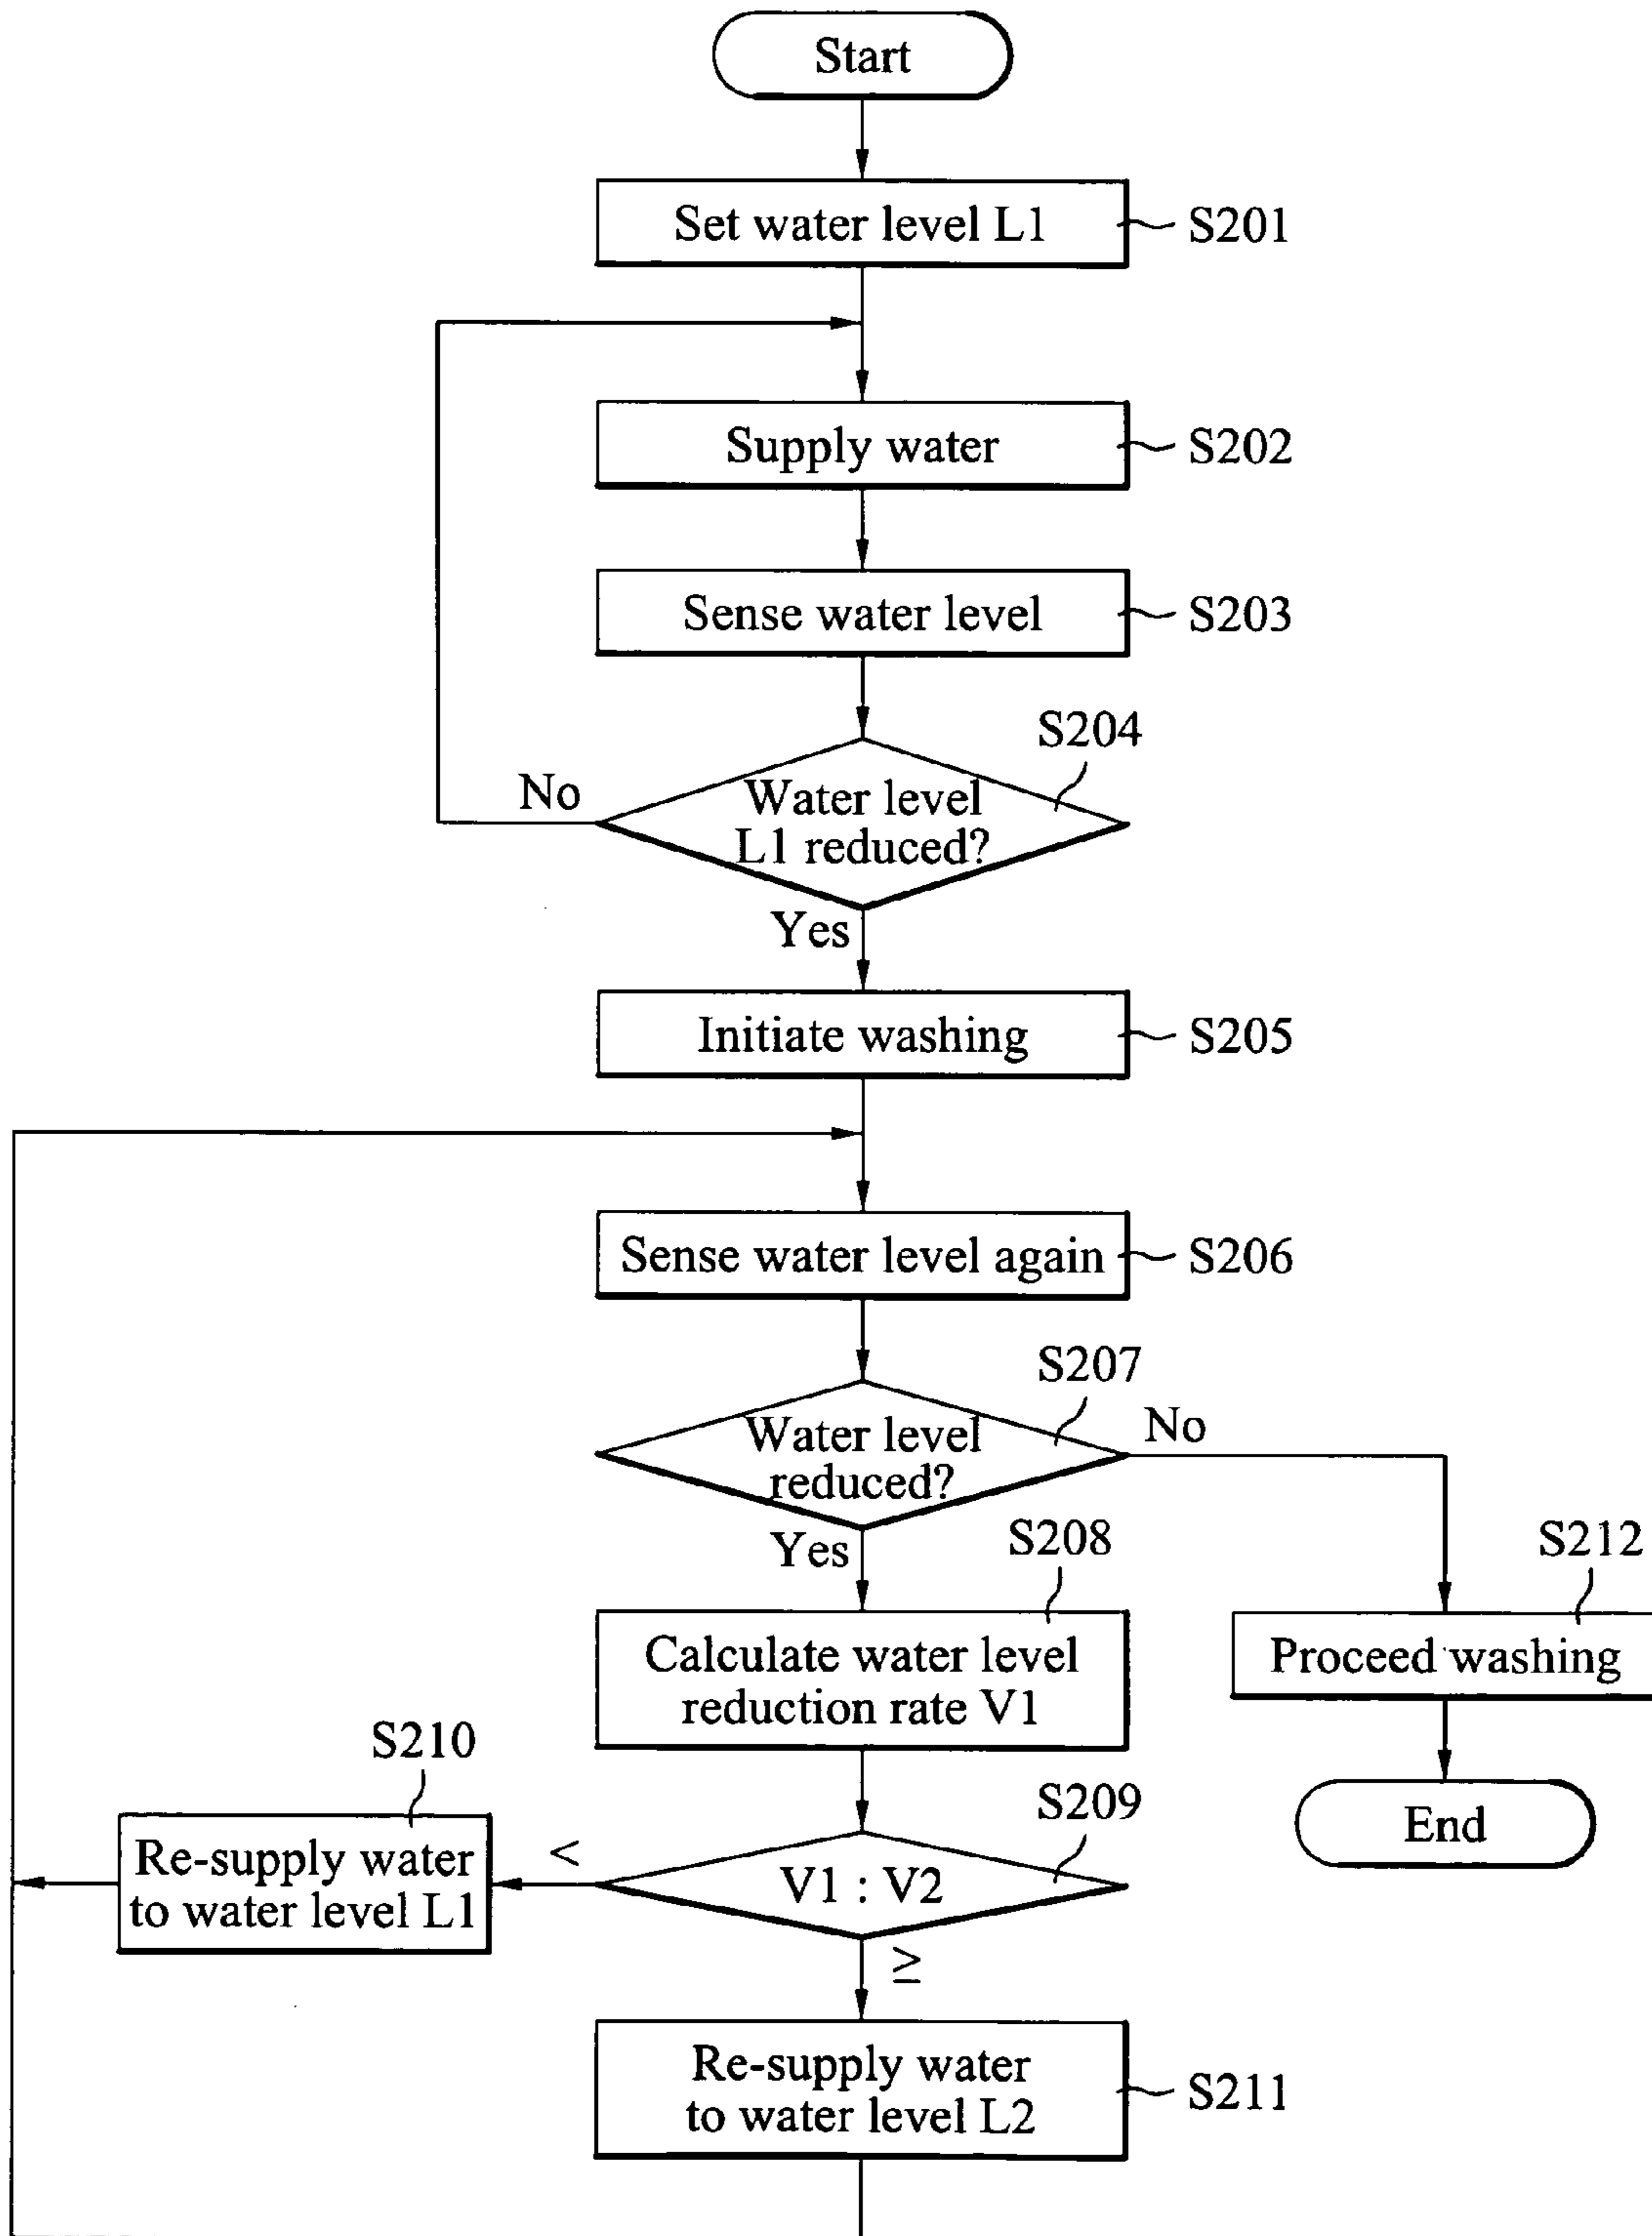 Start
Set water level L1
S201
Supply water
S202
Sense water level
S203
S204
No
Water level
L1 reduced?
Yes
Initiate washing
S205
Sense water level again
S206
S207
No
Water level
reduced?
Yes
S208
S212
Calculate water level
reduction rate V1
Proceed washing
S210
S209
End
Re-supply water
to water level L1
<
V1 : V2
≥
Re-supply water
to water level L2
S211